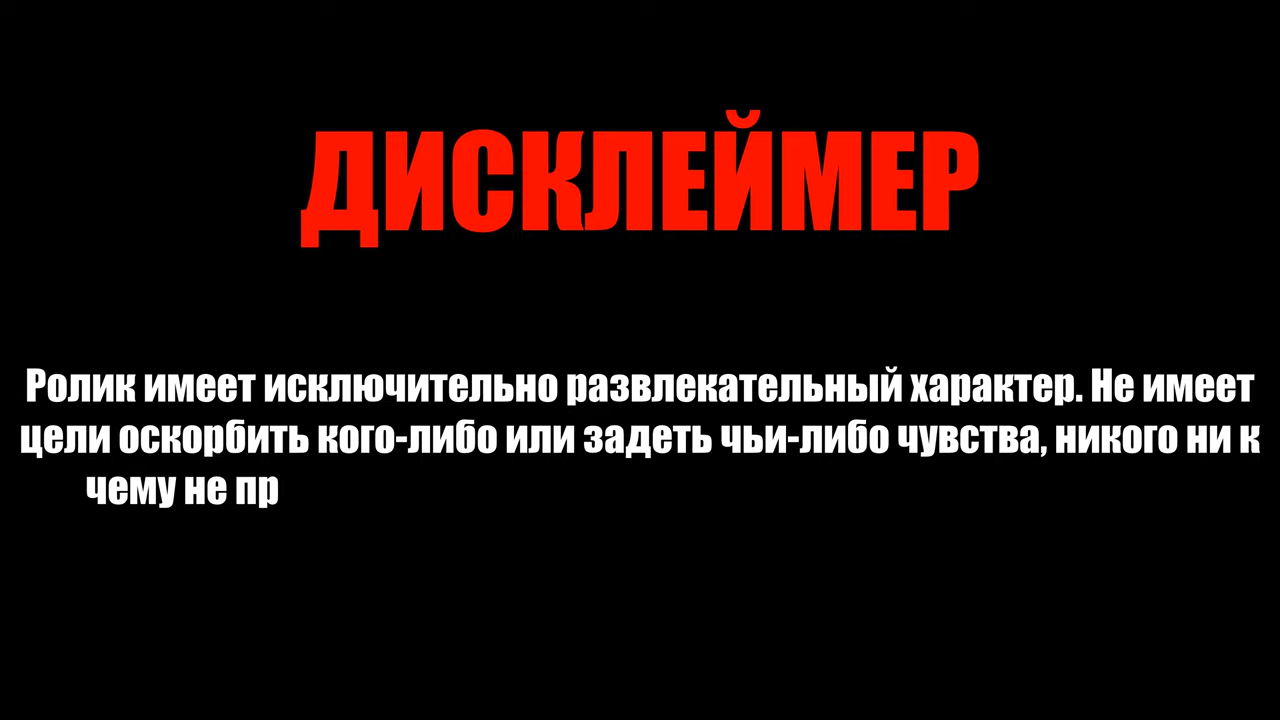 ДИСКЛЕЙМЕР
Ролик имеет исключительно развлекательный характер. Не имеет
цели оскорбить кого-либо или задеть чьи-либо чувства, никого ни к
чему не пр